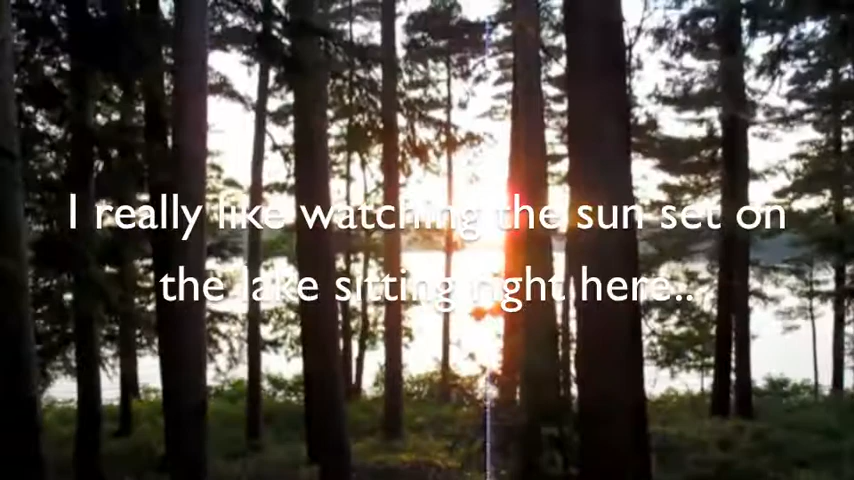 I really like watching the sun set on
the lake sitting right here...